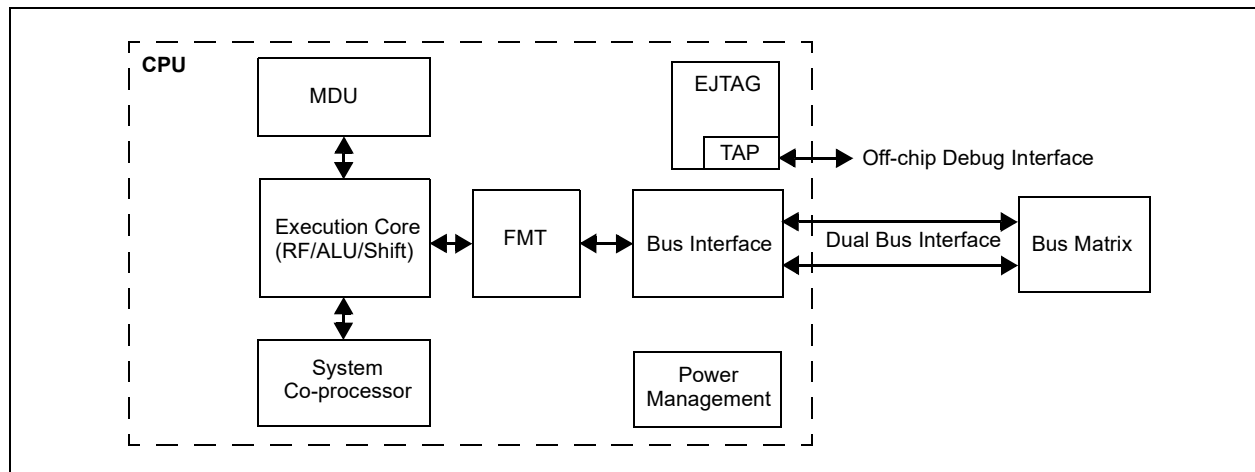 CPU
MDU
EJTAG
TAP
Off-chip Debug Interface
Execution Core
(RF/ALU/Shift)
FMT
Bus Interface
Dual Bus Interface
Bus Matrix
System
Co-processor
Power
Management